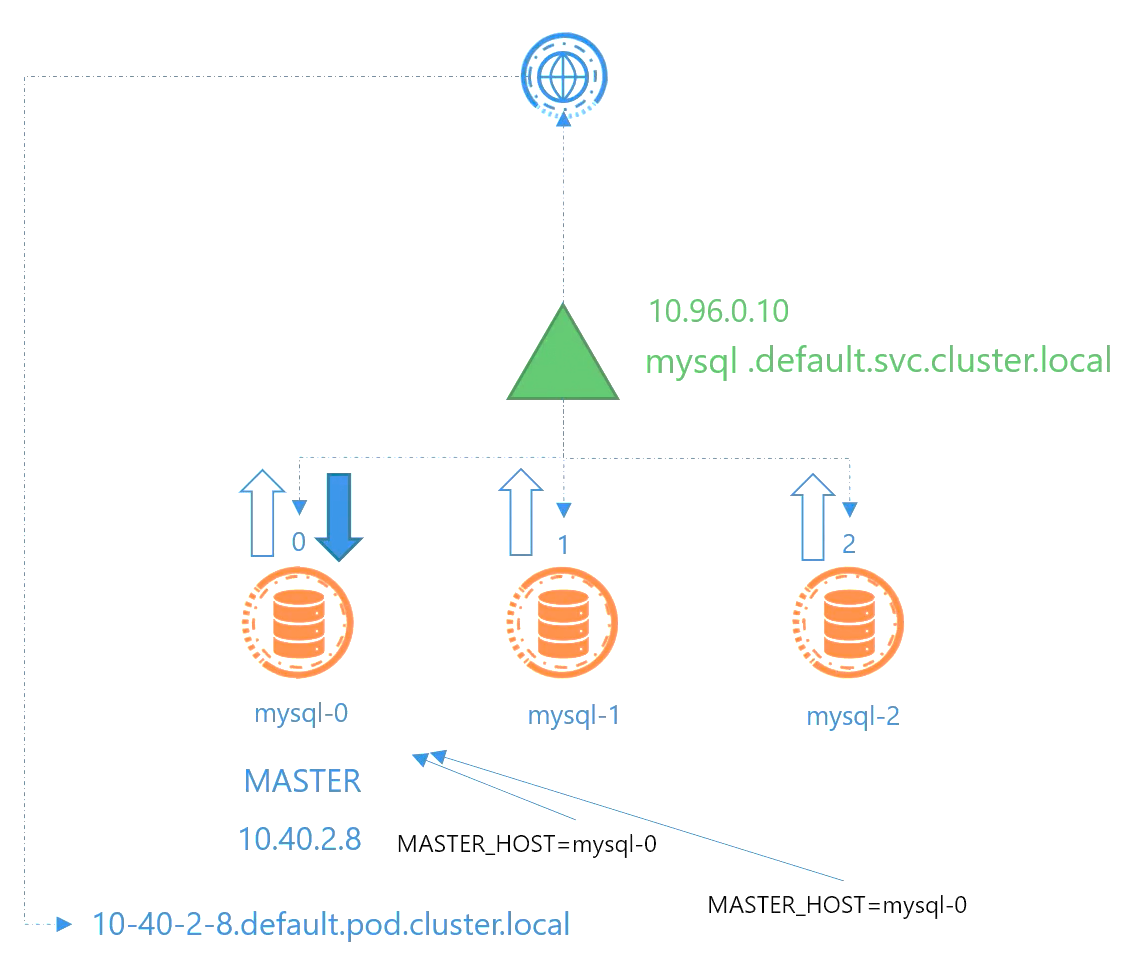 10.96.0.10
mysql .default.svc.cluster.local
0
1
2
mysql-0
mysql-1
mysql-2
MASTER
10.40.2.8
MASTER_HOST=mysql-0
MASTER_HOST=mysql-0
10-40-2-8.default.pod.cluster.local